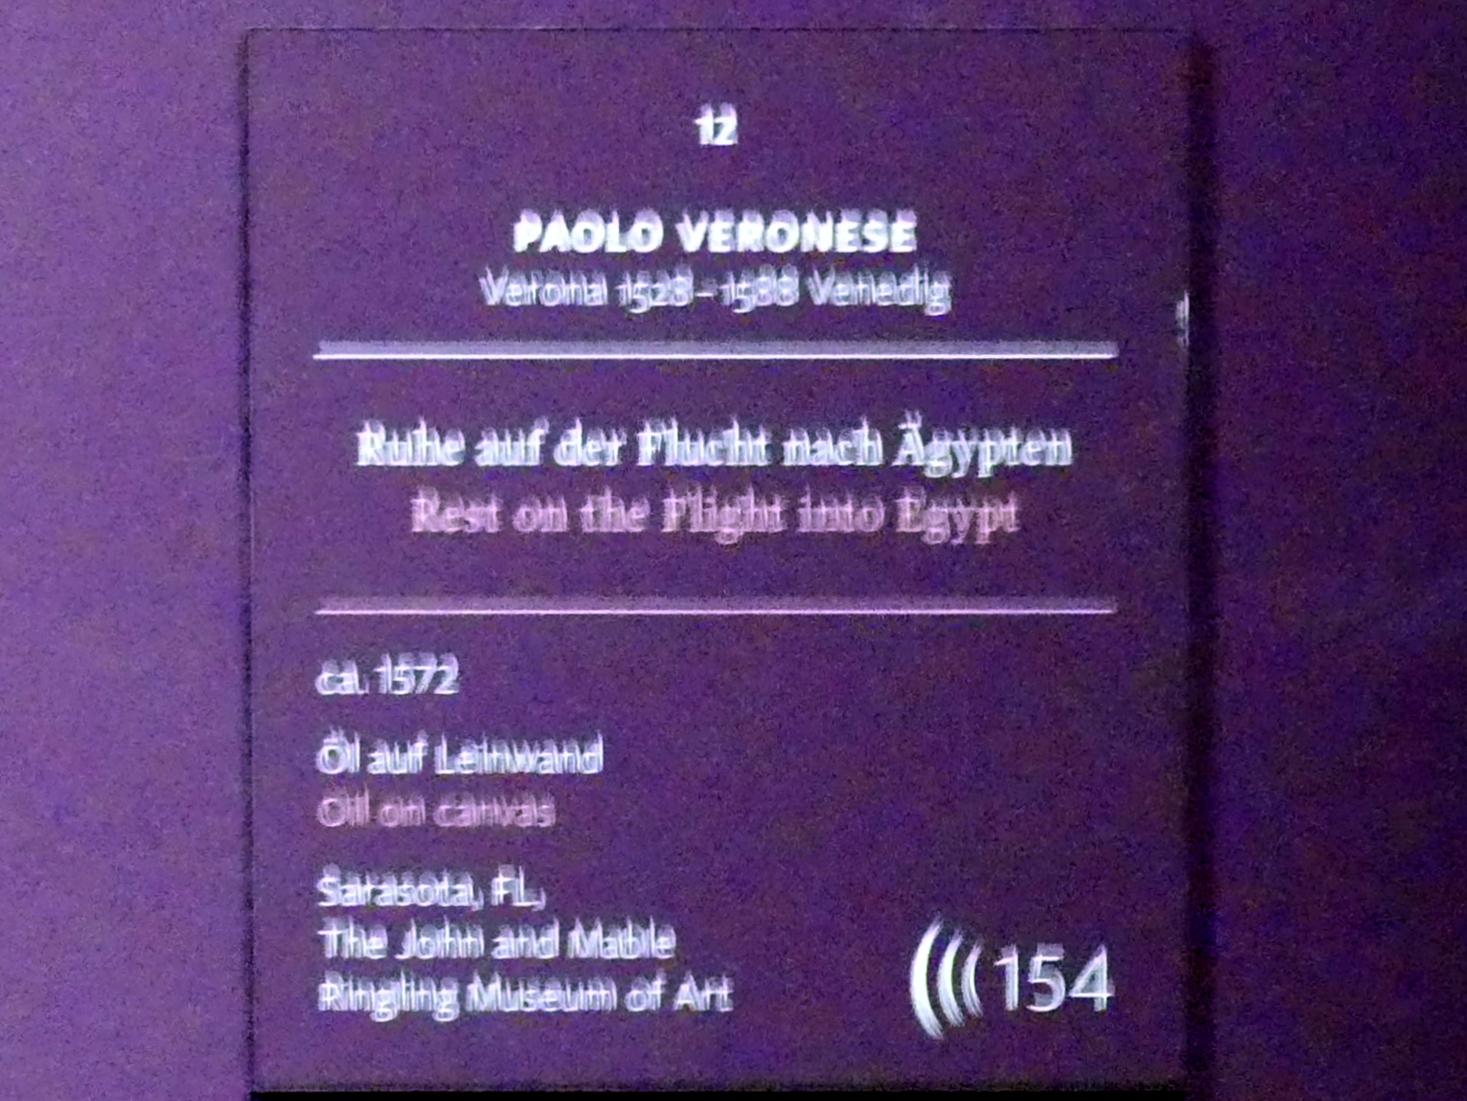 12
PAOLO VERONESE
Verona 1528 – 1588 Venedig
Ruhe auf der Flucht nach Ägypten
Rest on the Flight into Egypt
ca. 1572
Öl auf Leinwand
Oil on canvas
Sarasota, FL,
The John and Mable
Ringling Museum of Art
154